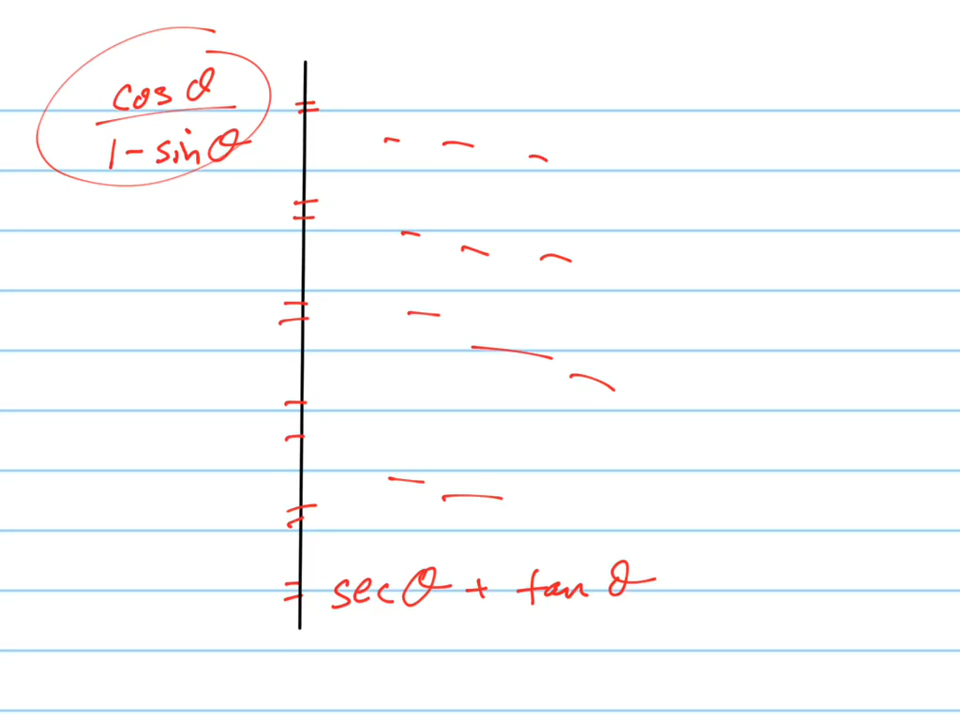 cos θ
1 - sin θ
=
=
=
=
=
= sec θ + tan θ